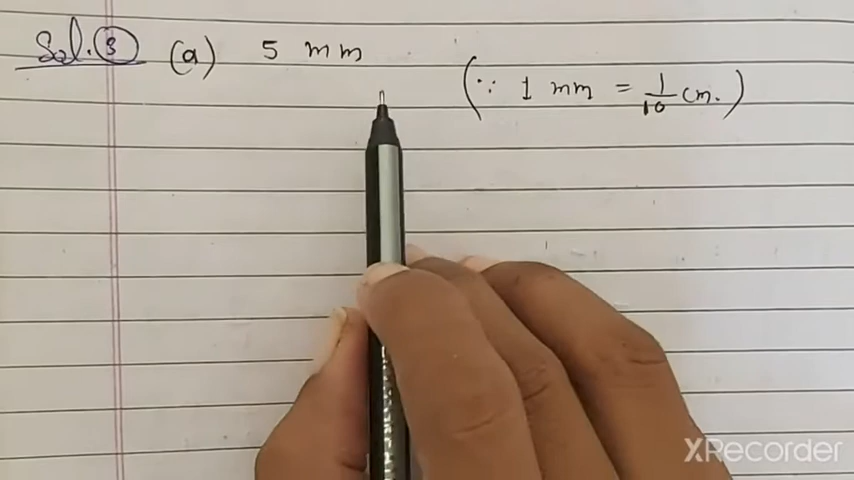 Sol. 3 (a) 5 mm
(∵ 1 mm = 1/10 cm.)
XRecorder